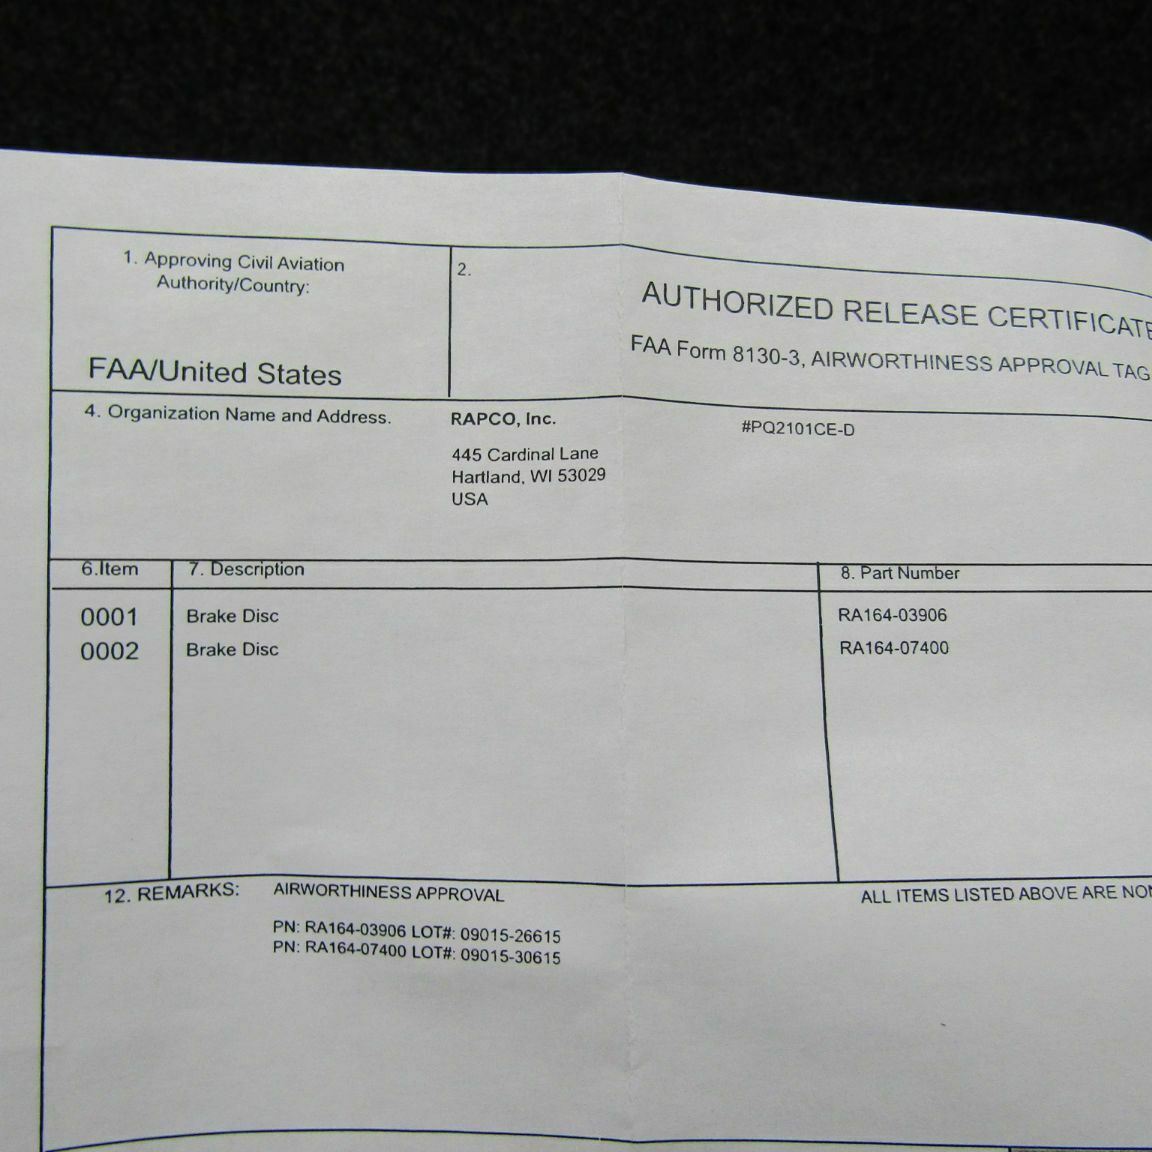 1. Approving Civil Aviation
Authority/Country:
FAA/United States
2.
AUTHORIZED RELEASE CERTIFICATE
FAA Form 8130-3, AIRWORTHINESS APPROVAL TAG
4. Organization Name and Address.
RAPCO, Inc.
#PQ2101CE-D
445 Cardinal Lane
Hartland, WI 53029
USA
6.Item 7. Description 8. Part Number
0001 Brake Disc RA164-03906
0002 Brake Disc RA164-07400
12. REMARKS: AIRWORTHINESS APPROVAL ALL ITEMS LISTED ABOVE ARE
PN: RA164-03906 LOT#: 09015-26615
PN: RA164-07400 LOT#: 09015-30615